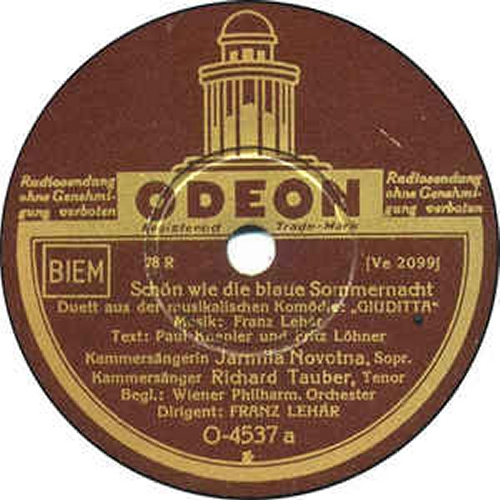 ODEON
Registered Trade-Mark
Radiosendung
ohne Genehmi-
gung verboten
Radiosendung
ohne Genehmi-
gung verboten
BIEM
78 R
[Ve 2099]
Schön wie die blaue Sommernacht
Duett aus der musikalischen Komödie: „GIUDITTA"
Musik: Franz Lehár
Text: Paul Knepler und Fritz Löhner
Kammersängerin Jarmila Novotna, Sopr.
Kammersänger Richard Tauber, Tenor
Begl.: Wiener Philharm. Orchester
Dirigent: FRANZ LEHÁR
O-4537 a